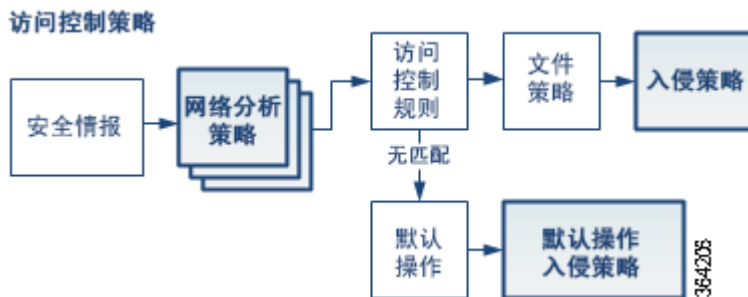 访问控制策略
安全情报
网络分析
策略
访问
控制
规则
文件
策略
入侵策略
无匹配
默认
操作
默认操作
入侵策略
364205